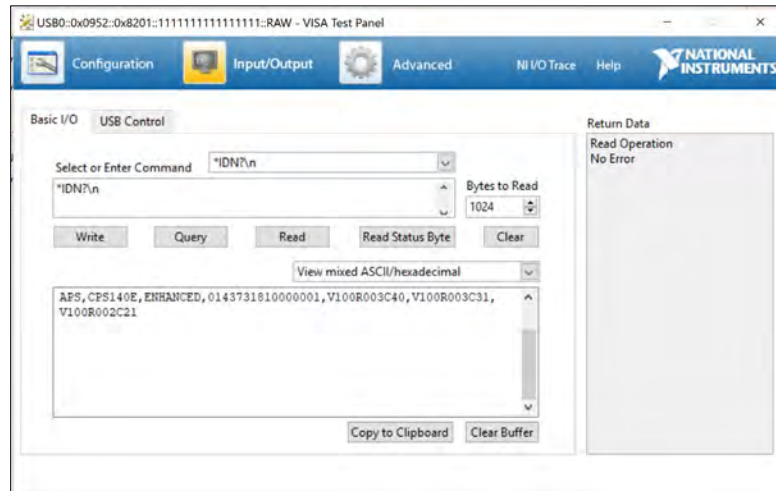 USB0::0x0952::0x8201::1111111111111111::RAW - VISA Test Panel
Configuration
Input/Output
Advanced
NI I/O Trace
Help
NATIONAL
INSTRUMENTS
Basic I/O
USB Control
Select or Enter Command
*IDN?\n
*IDN?\n
Bytes to Read
1024
Write
Query
Read
Read Status Byte
Clear
View mixed ASCII/hexadecimal
APS,CPS140E,ENHANCED,0143731810000001,V100R003C40,V100R003C31,
V100R002C21
Copy to Clipboard
Clear Buffer
Return Data
Read Operation
No Error